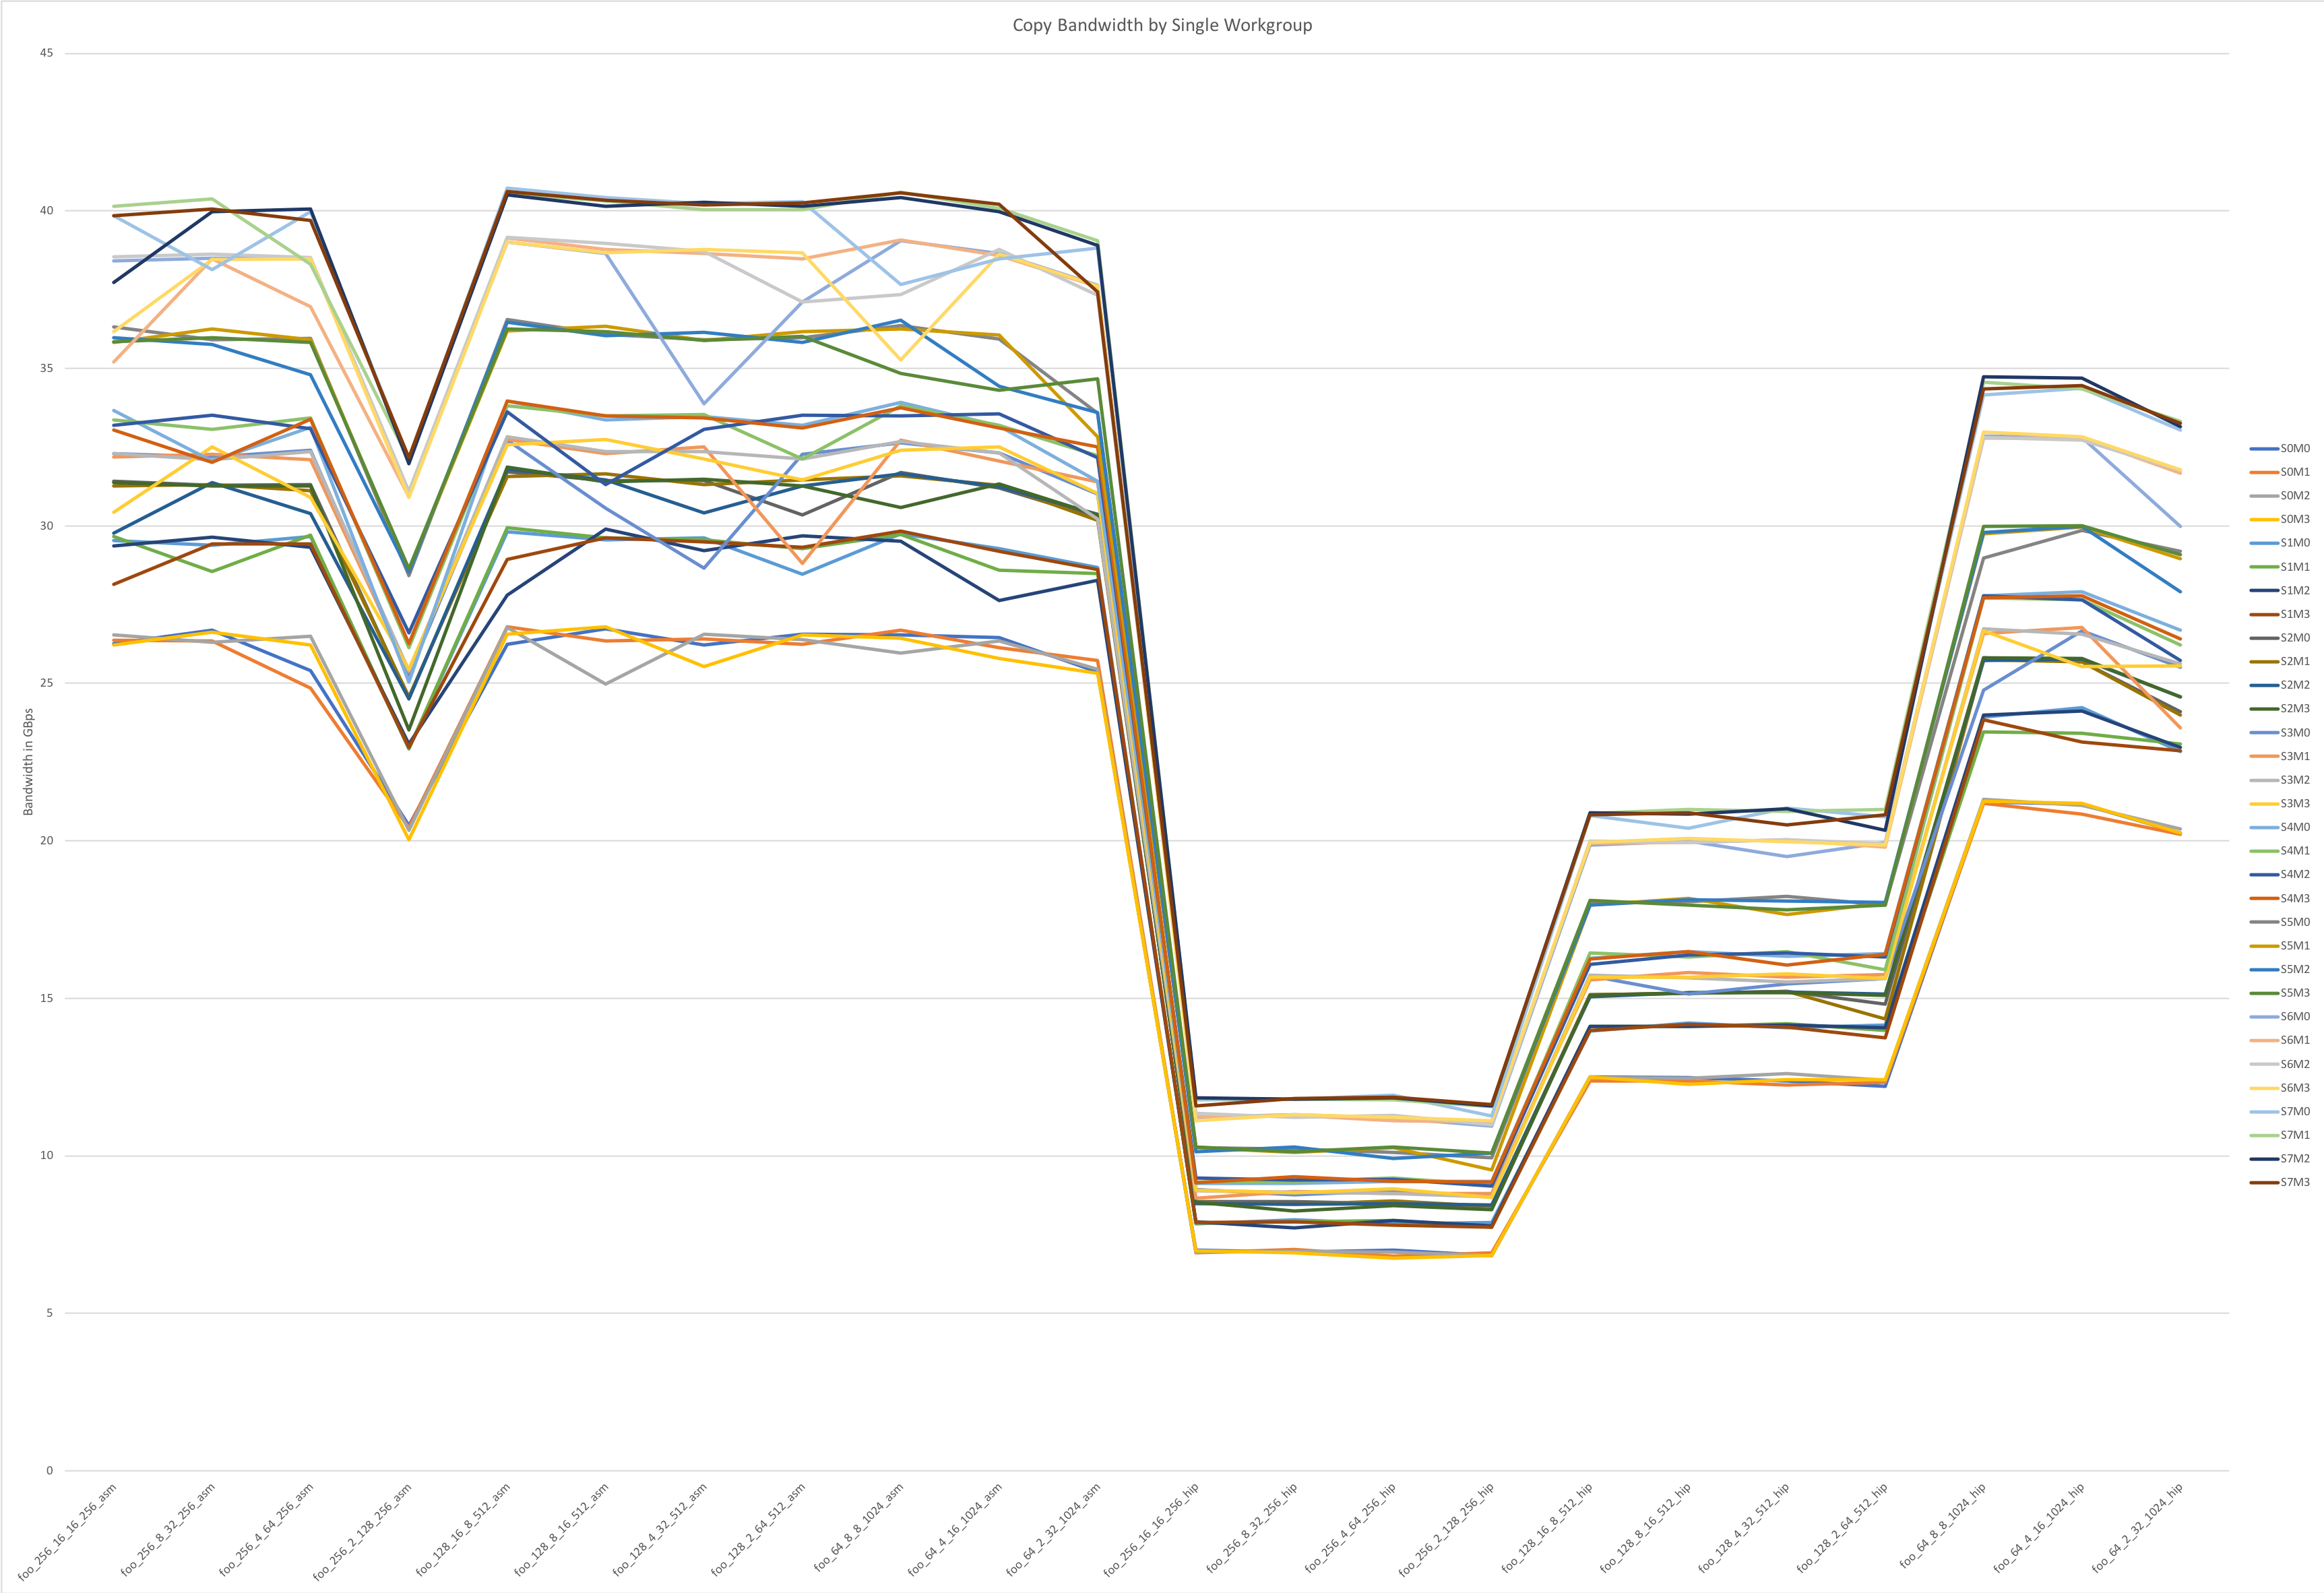 Copy Bandwidth by Single Workgroup
45
40
35
30
25
20
15
10
5
0
Bandwidth in GBps
foo_256_16_16_256_asm
foo_256_8_32_256_asm
foo_256_4_64_256_asm
foo_256_2_128_256_asm
foo_128_16_8_512_asm
foo_128_8_16_512_asm
foo_128_4_32_512_asm
foo_128_2_64_512_asm
foo_64_8_8_1024_asm
foo_64_4_16_1024_asm
foo_64_2_32_1024_asm
foo_256_16_16_256_hip
foo_256_8_32_256_hip
foo_256_4_64_256_hip
foo_256_2_128_256_hip
foo_128_16_8_512_hip
foo_128_8_16_512_hip
foo_128_4_32_512_hip
foo_128_2_64_512_hip
foo_64_8_8_1024_hip
foo_64_4_16_1024_hip
foo_64_2_32_1024_hip
S0M0
S0M1
S0M2
S0M3
S1M0
S1M1
S1M2
S1M3
S2M0
S2M1
S2M2
S2M3
S3M0
S3M1
S3M2
S3M3
S4M0
S4M1
S4M2
S4M3
S5M0
S5M1
S5M2
S5M3
S6M0
S6M1
S6M2
S6M3
S7M0
S7M1
S7M2
S7M3